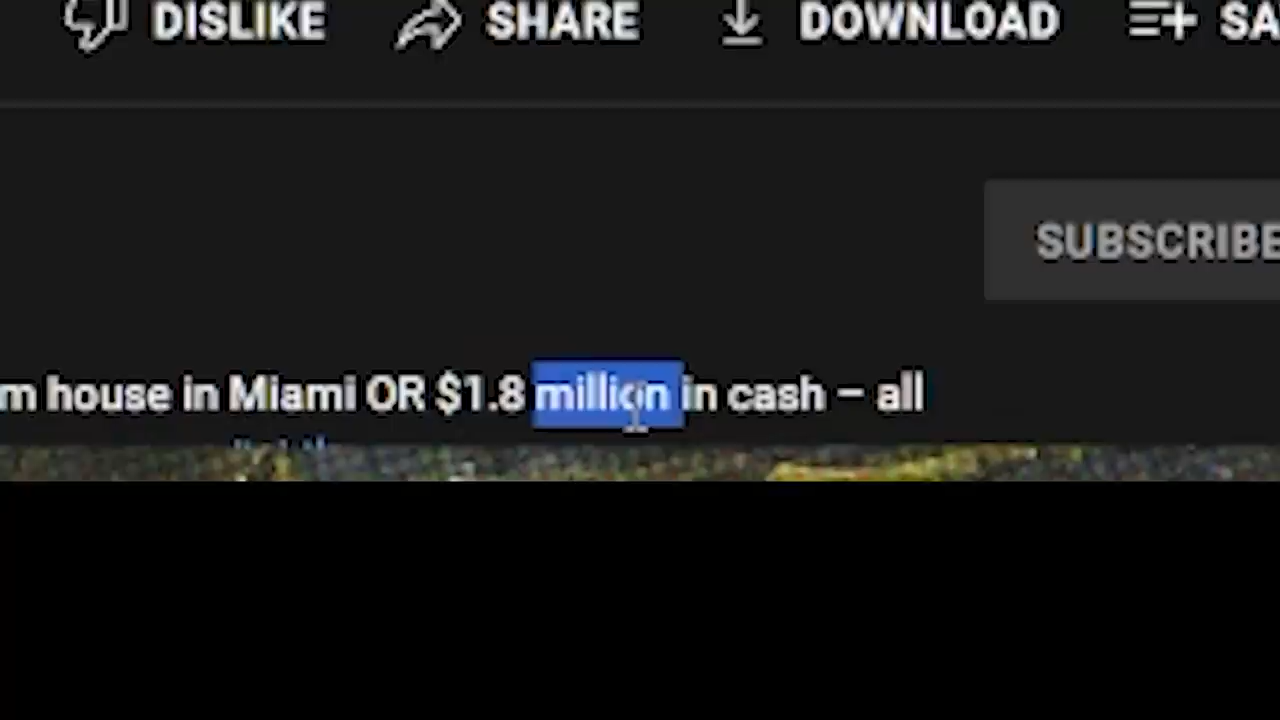 DISLIKE SHARE DOWNLOAD SA
SUBSCRIBE
m house in Miami OR $1.8 million in cash – all